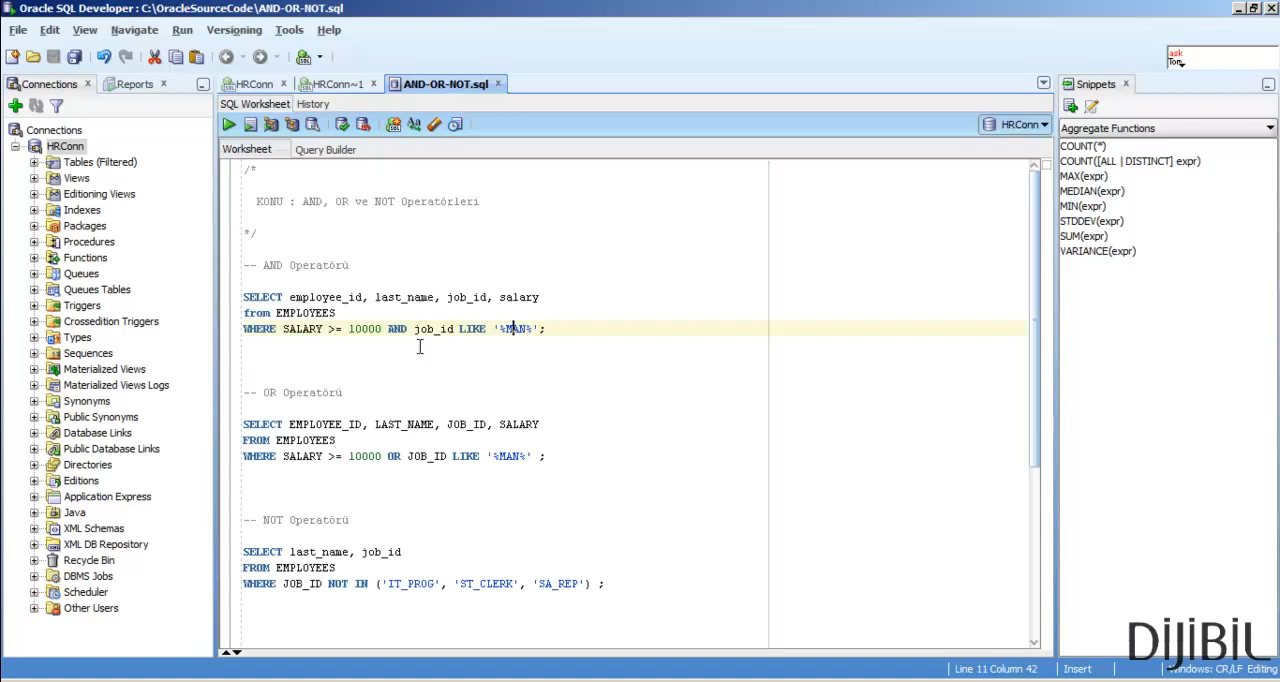 Oracle SQL Developer : C:\OracleSourceCode\AND-OR-NOT.sql
File Edit View Navigate Run Versioning Tools Help
ask
Tom
Connections Reports HRConn HRConn~1 AND-OR-NOT.sql Snippets
SQL Worksheet History
HRConn
Worksheet Query Builder
Connections
HRConn
Tables (Filtered)
Views
Editioning Views
Indexes
Packages
Procedures
Functions
Queues
Queues Tables
Triggers
Crossedition Triggers
Types
Sequences
Materialized Views
Materialized Views Logs
Synonyms
Public Synonyms
Database Links
Public Database Links
Directories
Editions
Application Express
Java
XML Schemas
XML DB Repository
Recycle Bin
DBMS Jobs
Scheduler
Other Users
/*
KONU : AND, OR ve NOT Operatörleri
*/
-- AND Operatörü
SELECT employee_id, last_name, job_id, salary
from EMPLOYEES
WHERE SALARY >= 10000 AND job_id LIKE '%MAN%';
-- OR Operatörü
SELECT EMPLOYEE_ID, LAST_NAME, JOB_ID, SALARY
FROM EMPLOYEES
WHERE SALARY >= 10000 OR JOB_ID LIKE '%MAN%' ;
-- NOT Operatörü
SELECT last_name, job_id
FROM EMPLOYEES
WHERE JOB_ID NOT IN ('IT_PROG', 'ST_CLERK', 'SA_REP') ;
Aggregate Functions
COUNT(*)
COUNT([ALL | DISTINCT] expr)
MAX(expr)
MEDIAN(expr)
MIN(expr)
STDDEV(expr)
SUM(expr)
VARIANCE(expr)
DİJİBİL
Line 11 Column 42 Insert Windows: CR/LF Editing